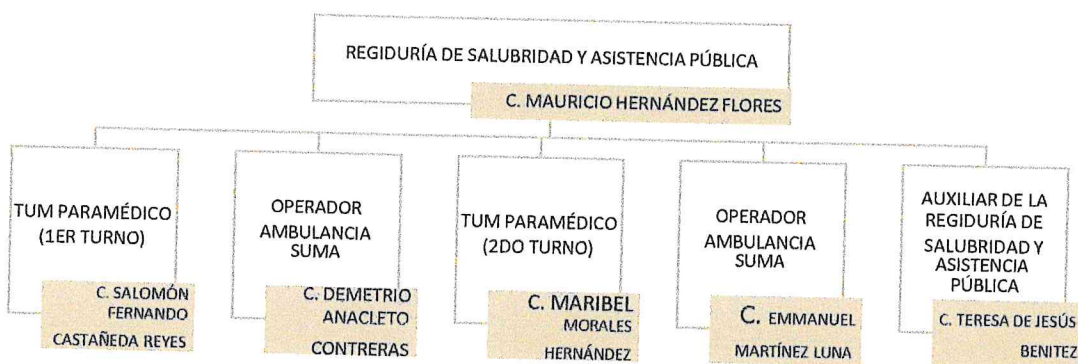 REGIDURÍA DE SALUBRIDAD Y ASISTENCIA PÚBLICA
C. MAURICIO HERNÁNDEZ FLORES
TUM PARAMÉDICO
(1ER TURNO)
C. SALOMÓN
FERNANDO
CASTAÑEDA REYES
OPERADOR
AMBULANCIA
SUMA
C. DEMETRIO
ANACLETO
CONTRERAS
TUM PARAMÉDICO
(2DO TURNO)
C. MARIBEL
MORALES
HERNÁNDEZ
OPERADOR
AMBULANCIA
SUMA
C. EMMANUEL
MARTÍNEZ LUNA
AUXILIAR DE LA
REGIDURÍA DE
SALUBRIDAD Y
ASISTENCIA
PÚBLICA
C. TERESA DE JESÚS
BENITEZ